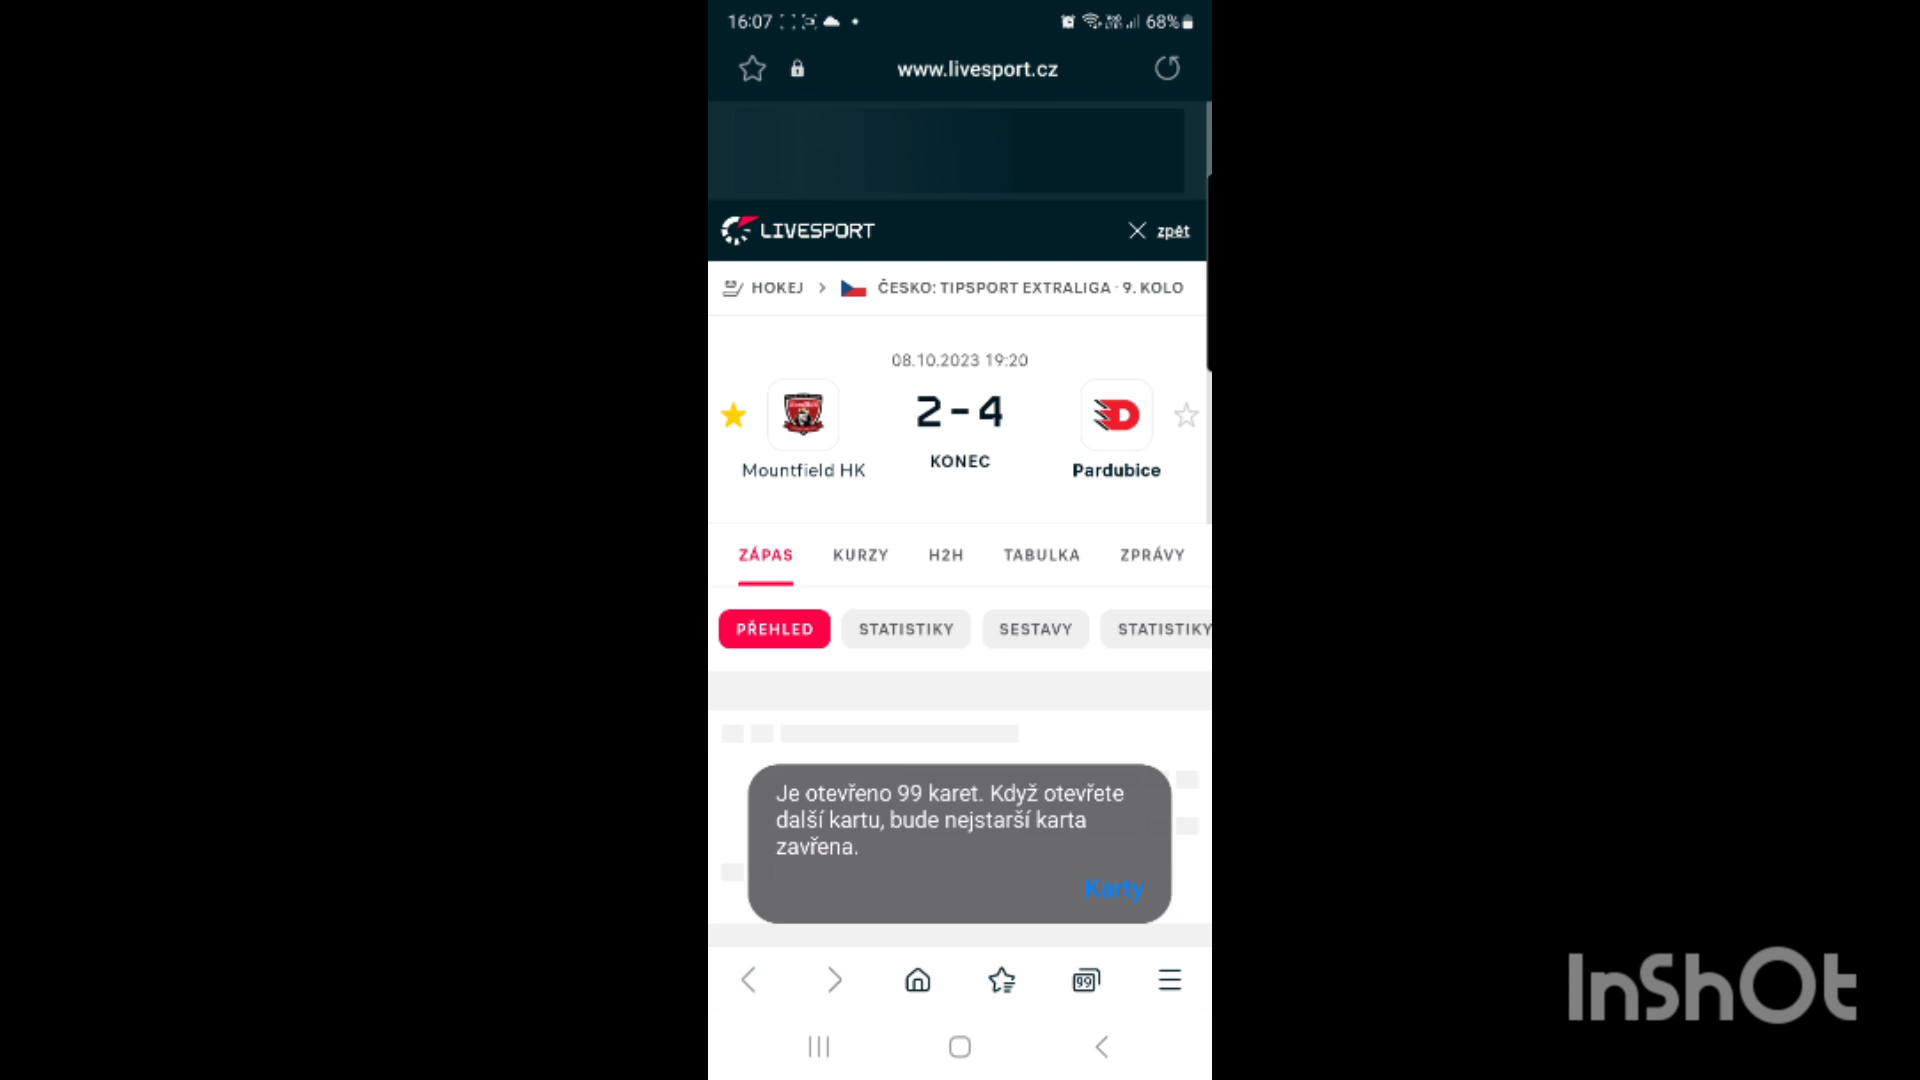 16:07 68%
www.livesport.cz
LIVESPORT zpět
HOKEJ ČESKO: TIPSPORT EXTRALIGA · 9. KOLO
08.10.2023 19:20
2 - 4
KONEC
Mountfield HK
Pardubice
ZÁPAS KURZY H2H TABULKA ZPRÁVY
PŘEHLED STATISTIKY SESTAVY STATISTIKY
Je otevřeno 99 karet. Když otevřete
další kartu, bude nejstarší karta
zavřena.
Karty
99
InShOt